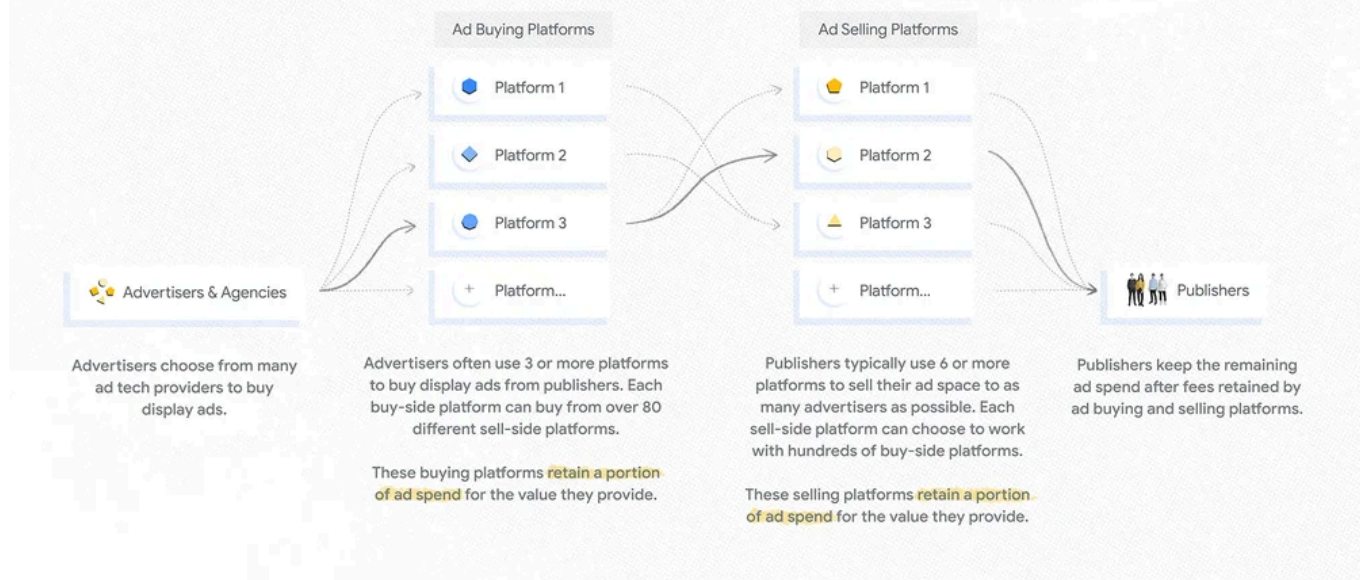 Ad Buying Platforms
Ad Selling Platforms
Platform 1
Platform 2
Platform 3
Platform...
Platform 1
Platform 2
Platform 3
Platform...
Advertisers & Agencies
Publishers
Advertisers choose from many
ad tech providers to buy
display ads.
Advertisers often use 3 or more platforms
to buy display ads from publishers. Each
buy-side platform can buy from over 80
different sell-side platforms.
These buying platforms retain a portion
of ad spend for the value they provide.
Publishers typically use 6 or more
platforms to sell their ad space to as
many advertisers as possible. Each
sell-side platform can choose to work
with hundreds of buy-side platforms.
These selling platforms retain a portion
of ad spend for the value they provide.
Publishers keep the remaining
ad spend after fees retained by
ad buying and selling platforms.